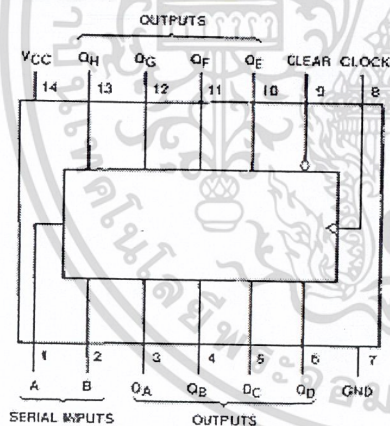 OUTPUTS
VCC QH QG QF QE CLEAR CLOCK
14 13 12 11 10 9 8
1 2 3 4 5 6 7
A B QA QB QC QD GND
SERIAL INPUTS OUTPUTS